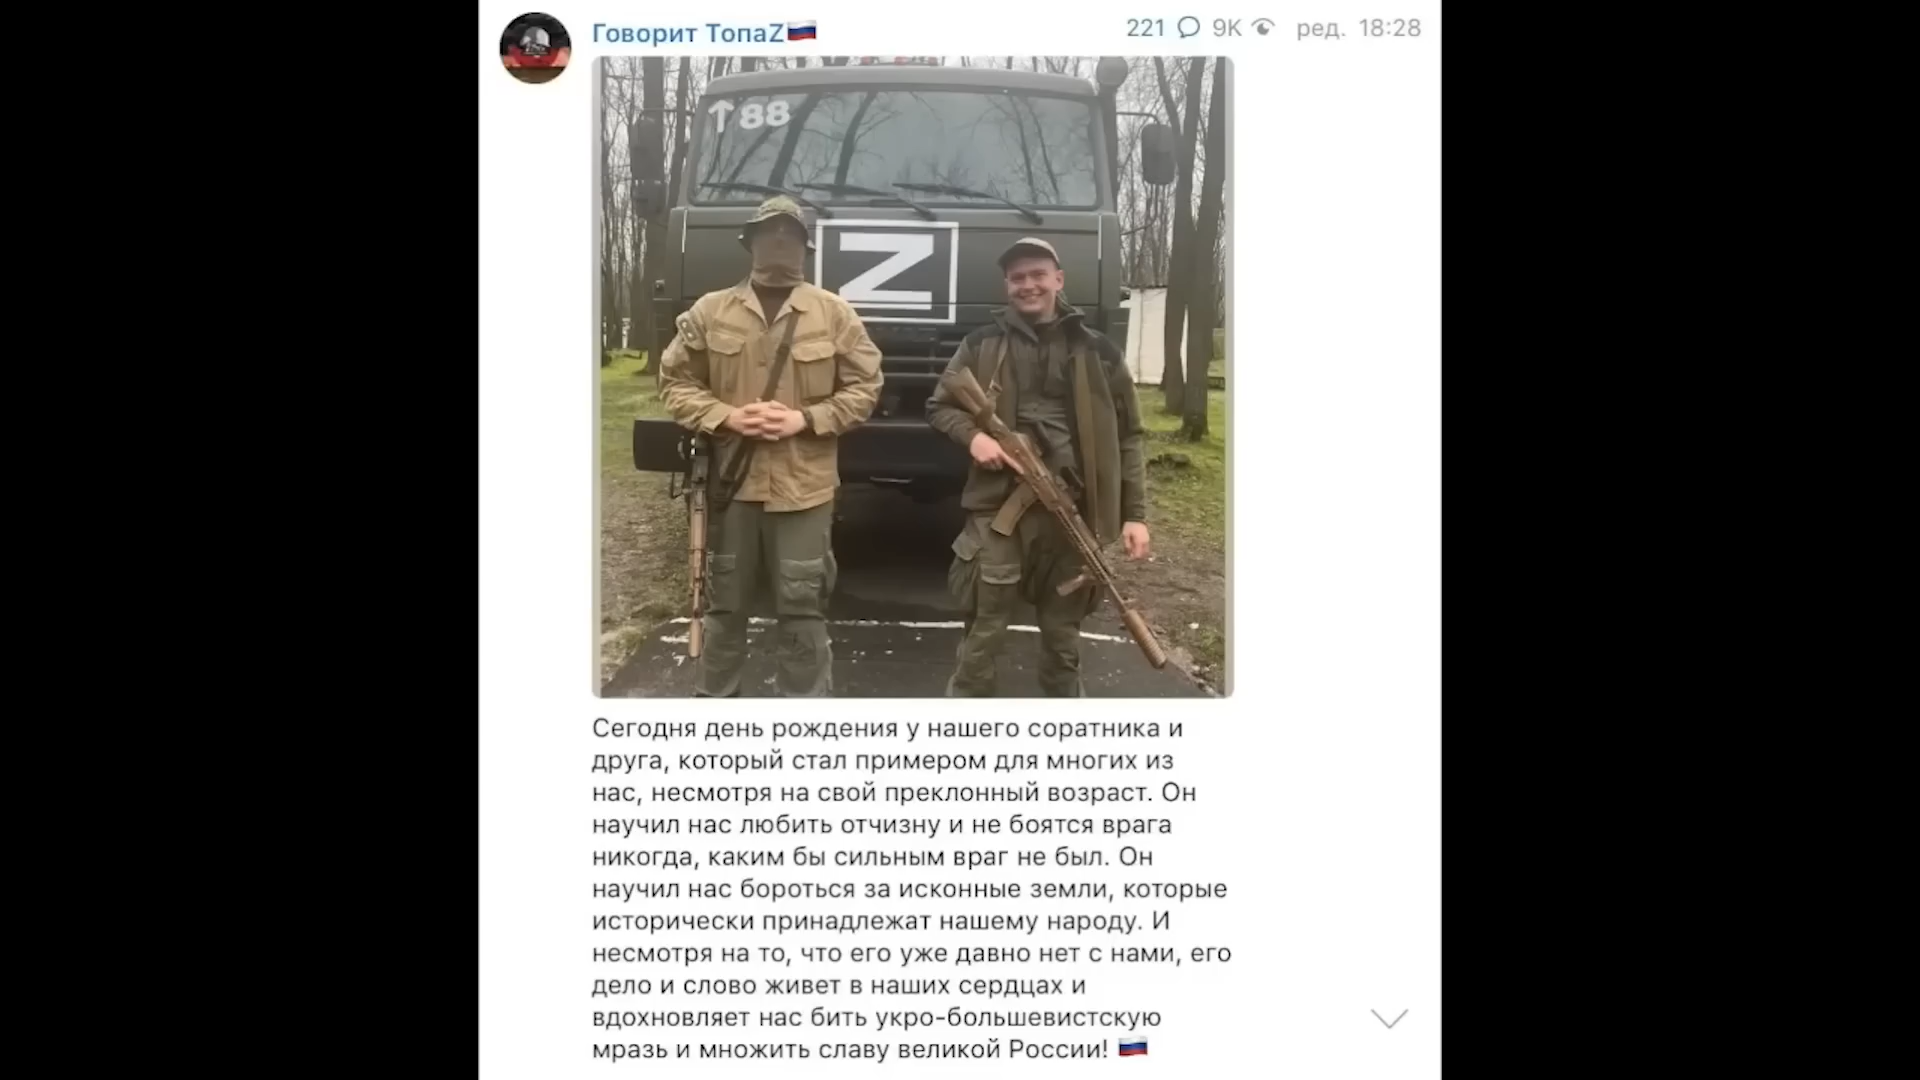 Говорит ТопаZ🇷🇺
221 9K ред. 18:28
↑88
Z
Сегодня день рождения у нашего соратника и
друга, который стал примером для многих из
нас, несмотря на свой преклонный возраст. Он
научил нас любить отчизну и не боятся врага
никогда, каким бы сильным враг не был. Он
научил нас бороться за исконные земли, которые
исторически принадлежат нашему народу. И
несмотря на то, что его уже давно нет с нами, его
дело и слово живет в наших сердцах и
вдохновляет нас бить укро-большевистскую
мразь и множить славу великой России! 🇷🇺